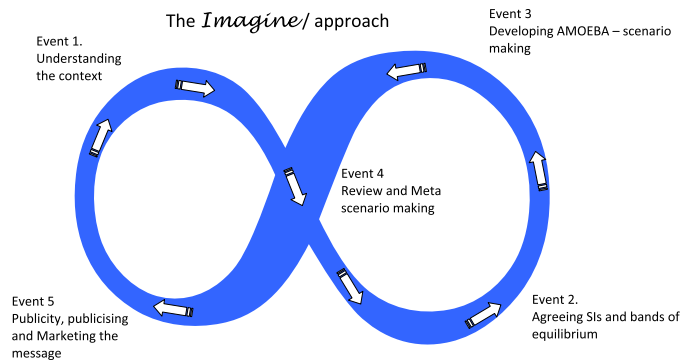 The Imagine/ approach
Event 1.
Understanding
the context
Event 3
Developing AMOEBA – scenario
making
Event 4
Review and Meta
scenario making
Event 5
Publicity, publicising
and Marketing the
message
Event 2.
Agreeing SIs and bands of
equilibrium